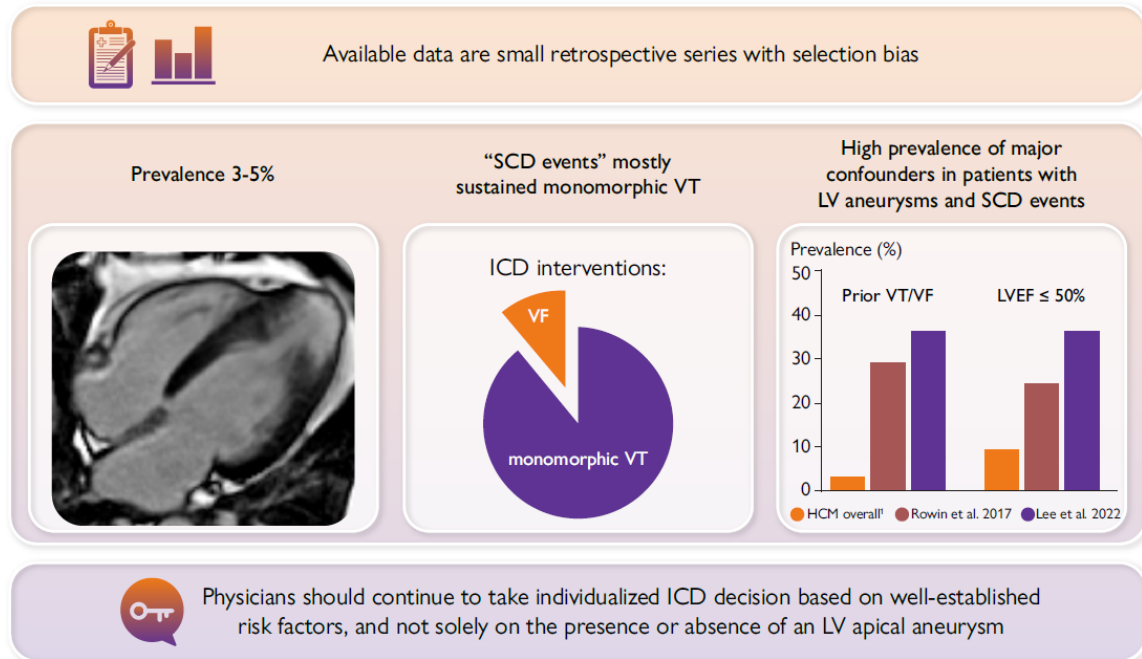 Available data are small retrospective series with selection bias
Prevalence 3-5%
“SCD events” mostly
sustained monomorphic VT
ICD interventions:
VF
monomorphic VT
High prevalence of major
confounders in patients with
LV aneurysms and SCD events
Prevalence (%)
50
40
30
20
10
0
Prior VT/VF
LVEF ≤ 50%
HCM overall¹
Rowin et al. 2017
Lee et al. 2022
Physicians should continue to take individualized ICD decision based on well-established
risk factors, and not solely on the presence or absence of an LV apical aneurysm